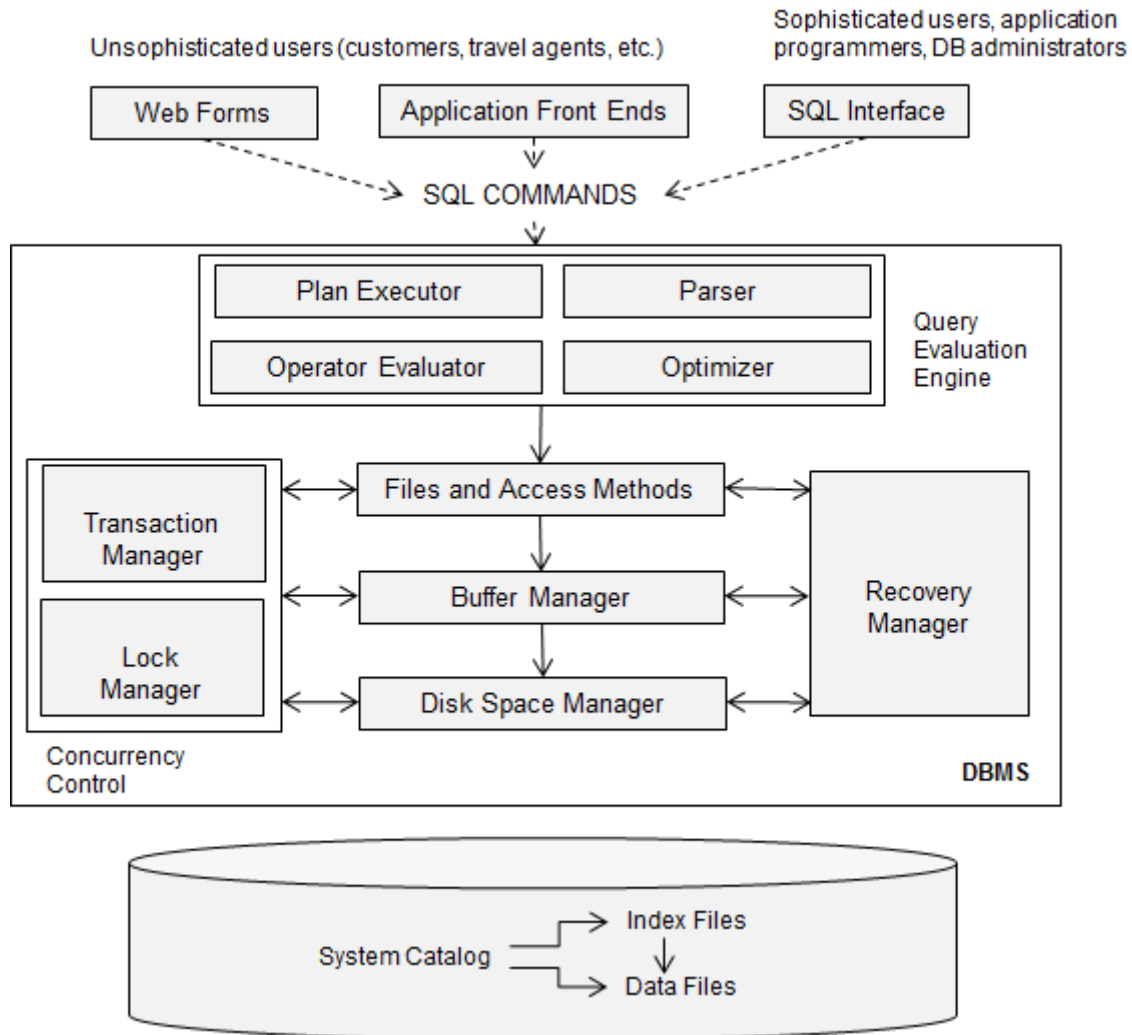 Sophisticated users, application
programmers, DB administrators
Unsophisticated users (customers, travel agents, etc.)
Web Forms
Application Front Ends
SQL Interface
SQL COMMANDS
Plan Executor
Parser
Operator Evaluator
Optimizer
Query
Evaluation
Engine
Files and Access Methods
Transaction
Manager
Buffer Manager
Recovery
Manager
Lock
Manager
Disk Space Manager
Concurrency
Control
DBMS
Index Files
System Catalog
Data Files